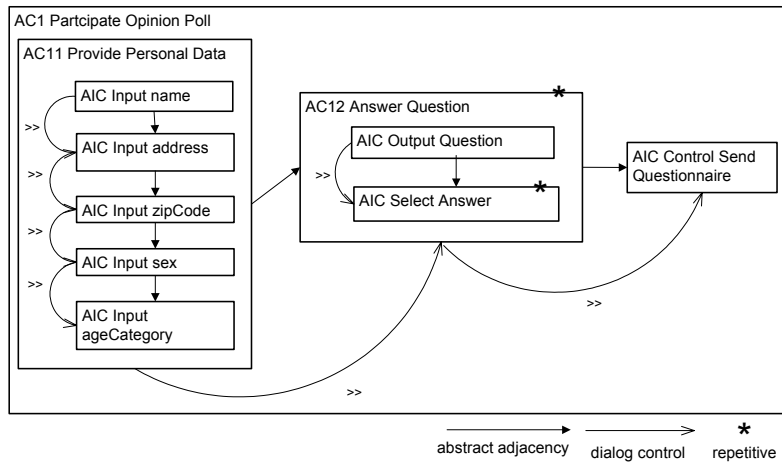 AC1 Partcipate Opinion Poll
AC11 Provide Personal Data
AIC Input name
>>
AIC Input address
>>
AIC Input zipCode
>>
AIC Input sex
>>
AIC Input
ageCategory
AC12 Answer Question
*
AIC Output Question
>>
AIC Select Answer
*
AIC Control Send
Questionnaire
>>
>>
abstract adjacency
dialog control
*
repetitive